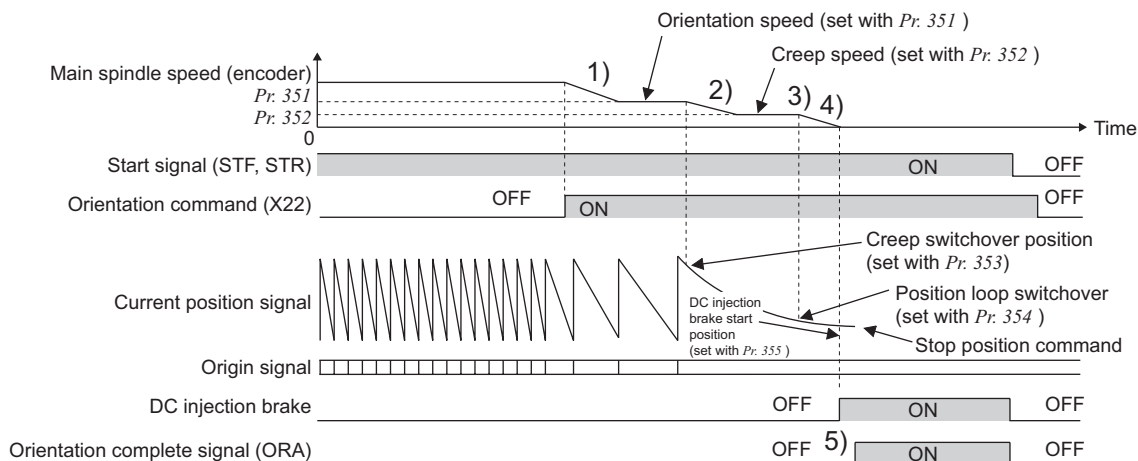 Orientation speed (set with Pr. 351 )
Creep speed (set with Pr. 352 )
Main spindle speed (encoder)
1)
2)
3)
4)
Pr. 351
Pr. 352
0
Time
Start signal (STF, STR)
ON
OFF
Orientation command (X22)
OFF
ON
OFF
Creep switchover position
(set with Pr. 353)
Current position signal
DC injection
brake start
position
(set with Pr. 355 )
Position loop switchover
(set with Pr. 354 )
Stop position command
Origin signal
DC injection brake
OFF
ON
OFF
Orientation complete signal (ORA)
OFF
5)
ON
OFF